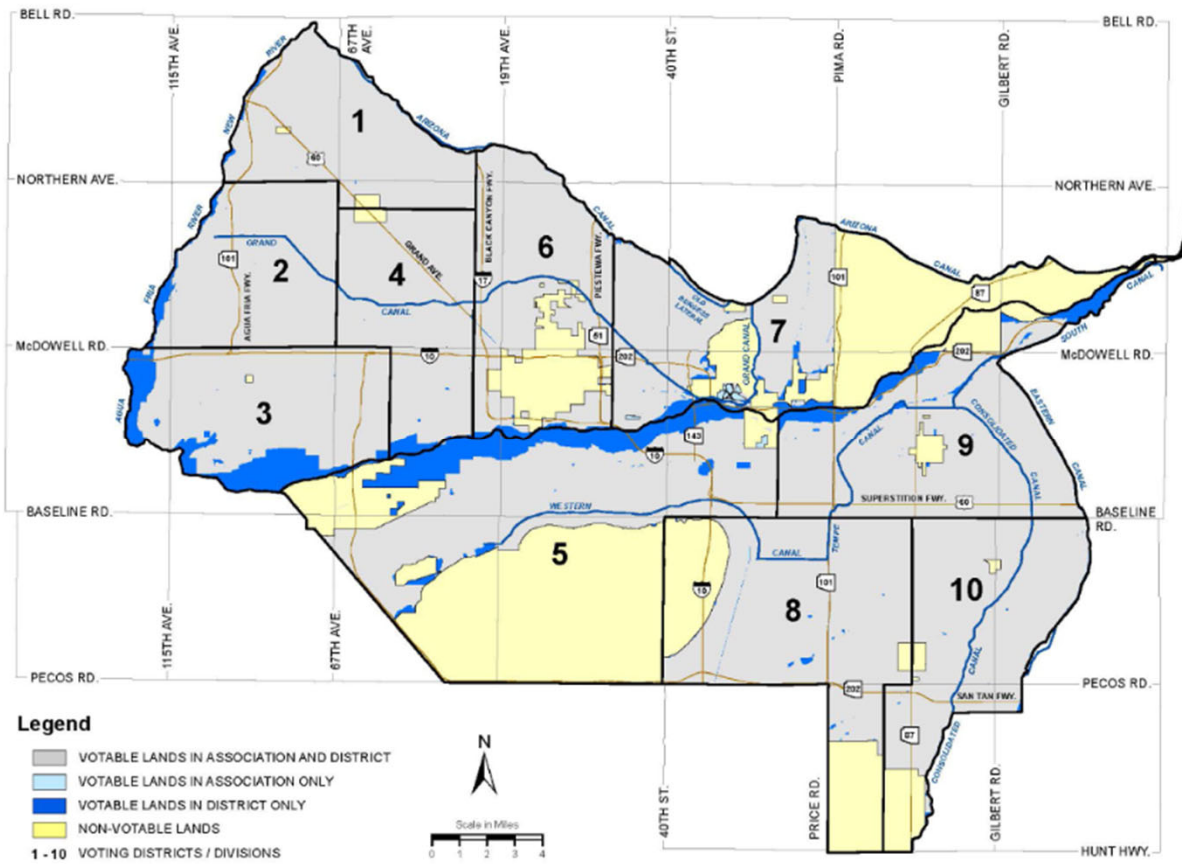 BELL RD.
BELL RD.
115TH AVE.
67TH
AVE.
19TH AVE.
40TH ST.
PIMA RD.
GILBERT RD.
RIVER
NEW
1
ARIZONA
60
NORTHERN AVE.
NORTHERN AVE.
BLACK CANYON FWY.
CANAL
ARIZONA
RIVER
GRAND
101
2
AGUA FRIA FWY.
GRAND AVE.
4
6
17
PIESTEWA FWY.
CANAL
101
CANAL
87
CANAL
FRIA
CANAL
OLD
LATERAL
GRAND CANAL
7
51
202
SOUTH
McDOWELL RD.
10
202
McDOWELL RD.
3
AGUA
EASTERN
CONSOLIDATED
CANAL
143
10
9
CANAL
CANAL
WESTERN
SUPERSTITION FWY.
60
BASELINE RD.
BASELINE
RD.
5
CANAL
TEMPE
10
101
8
10
115TH AVE.
67TH AVE.
CANAL
PECOS RD.
202
SAN TAN FWY.
PECOS RD.
87
CONSOLIDATED
40TH ST.
PRICE RD.
GILBERT RD.
HUNT HWY.
Legend
VOTABLE LANDS IN ASSOCIATION AND DISTRICT
VOTABLE LANDS IN ASSOCIATION ONLY
VOTABLE LANDS IN DISTRICT ONLY
NON-VOTABLE LANDS
1 - 10 VOTING DISTRICTS / DIVISIONS
N
Scale in Miles
0 1 2 3 4